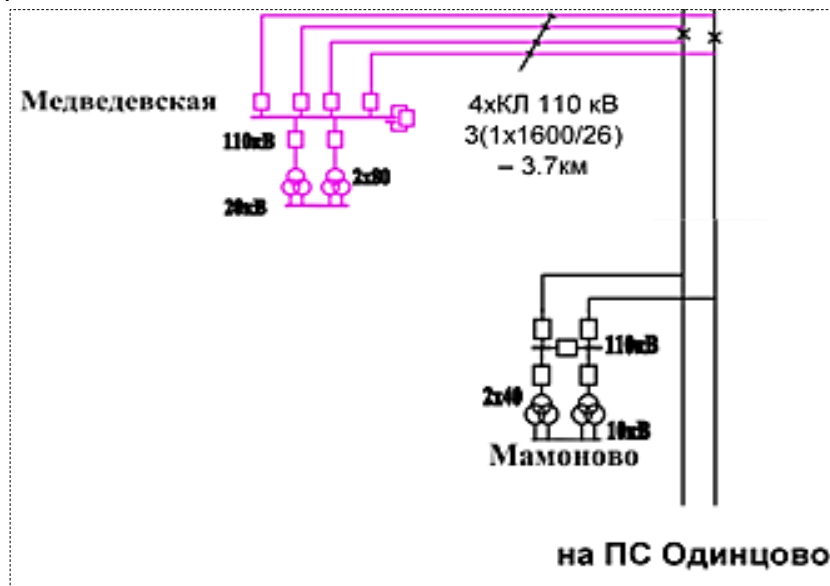 Медведевская
4хКЛ 110 кВ
3(1х1600/26)
– 3.7км
110кВ
2х80
20кВ
110кВ
2х40
10кВ
Мамоново
на ПС Одинцово